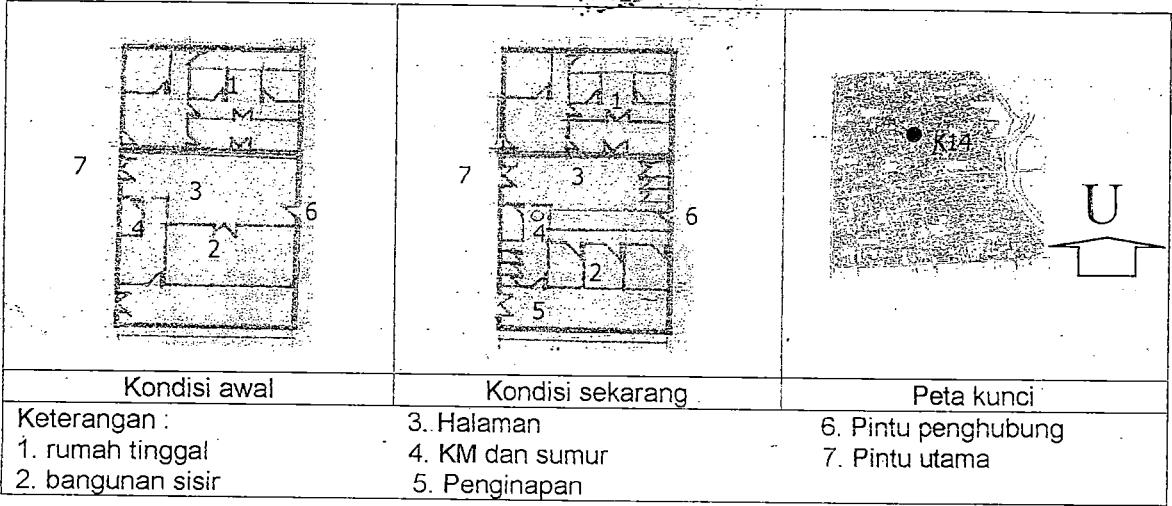 1
7
3
6
4
2
1
7
3
6
4
2
5
K14
U
Kondisi awal
Kondisi sekarang
Peta kunci
Keterangan :
1. rumah tinggal
2. bangunan sisir
3. Halaman
4. KM dan sumur
5. Penginapan
6. Pintu penghubung
7. Pintu utama